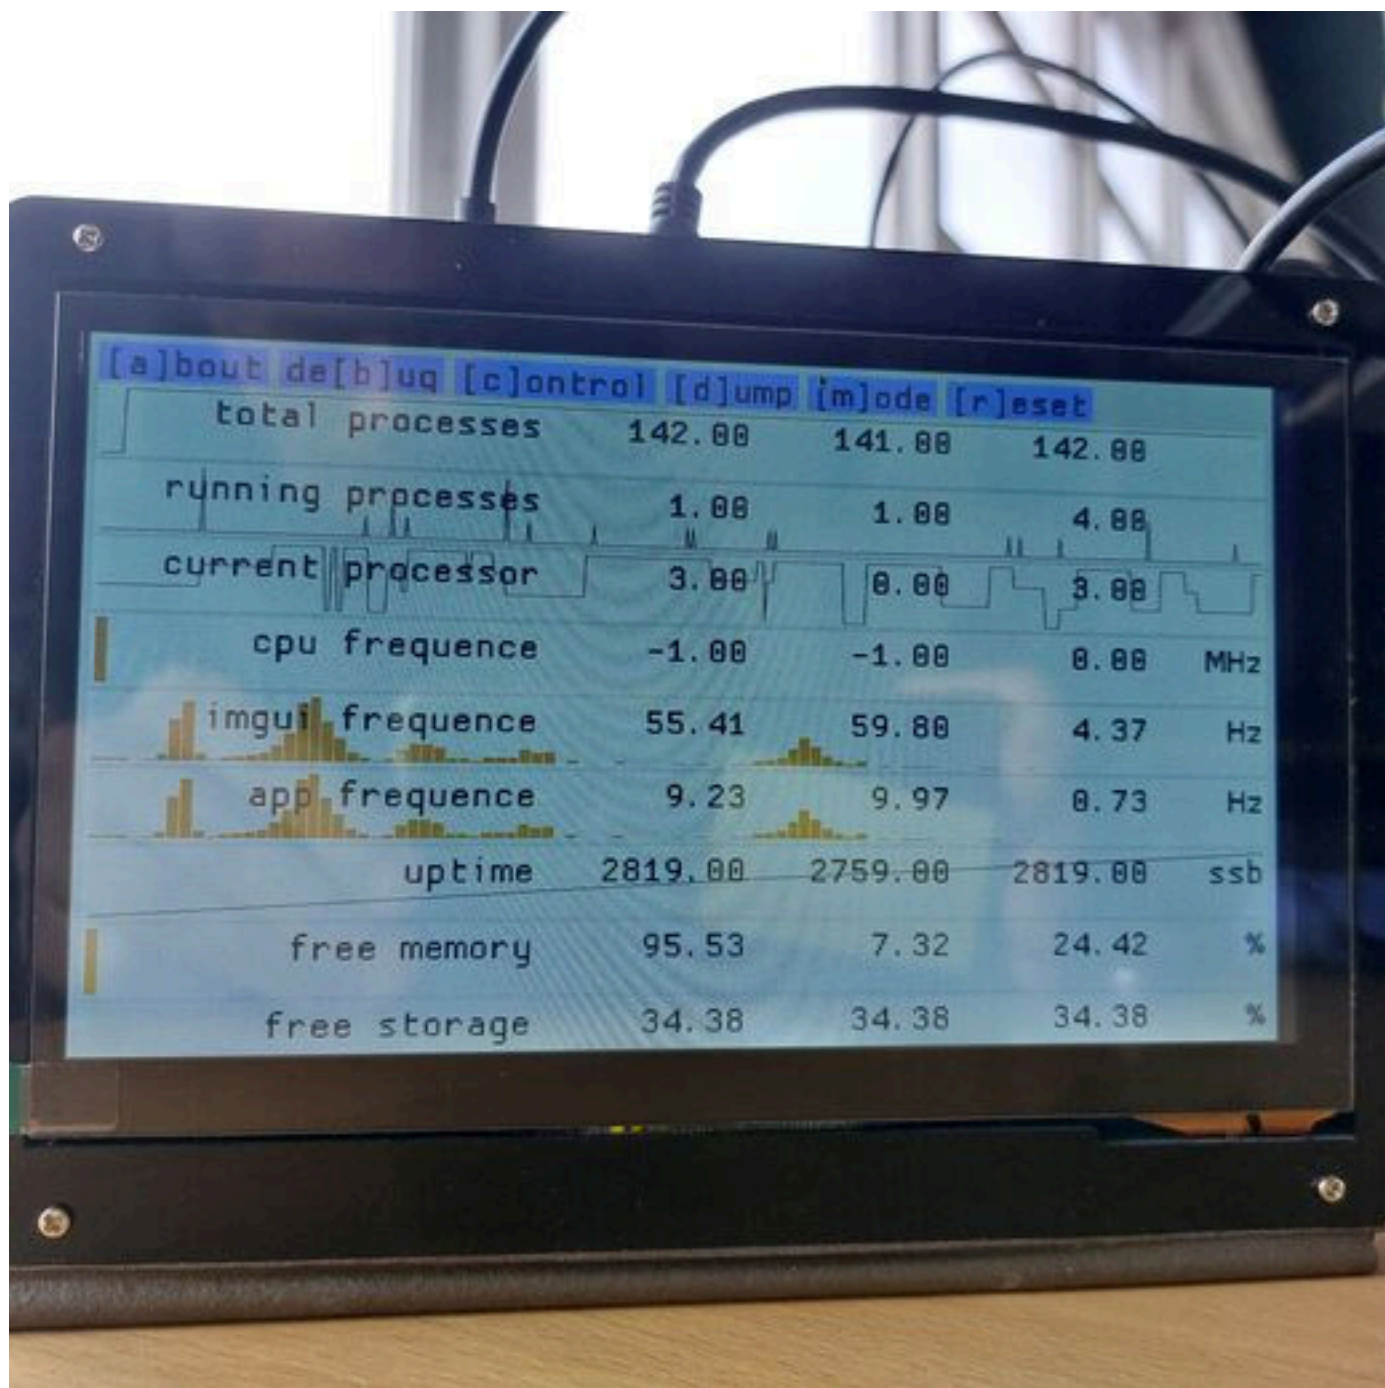 [a]bout de[b]ug [c]ontrol [d]ump [m]ode [r]eset
total processes 142.00 141.00 142.00
running processes 1.00 1.00 4.00
current processor 3.00 0.00 3.00
cpu frequence -1.00 -1.00 0.00 MHz
imgui frequence 55.41 59.80 4.37 Hz
app frequence 9.23 9.97 0.73 Hz
uptime 2819.00 2759.00 2819.00 ssb
free memory 95.53 7.32 24.42 %
free storage 34.38 34.38 34.38 %